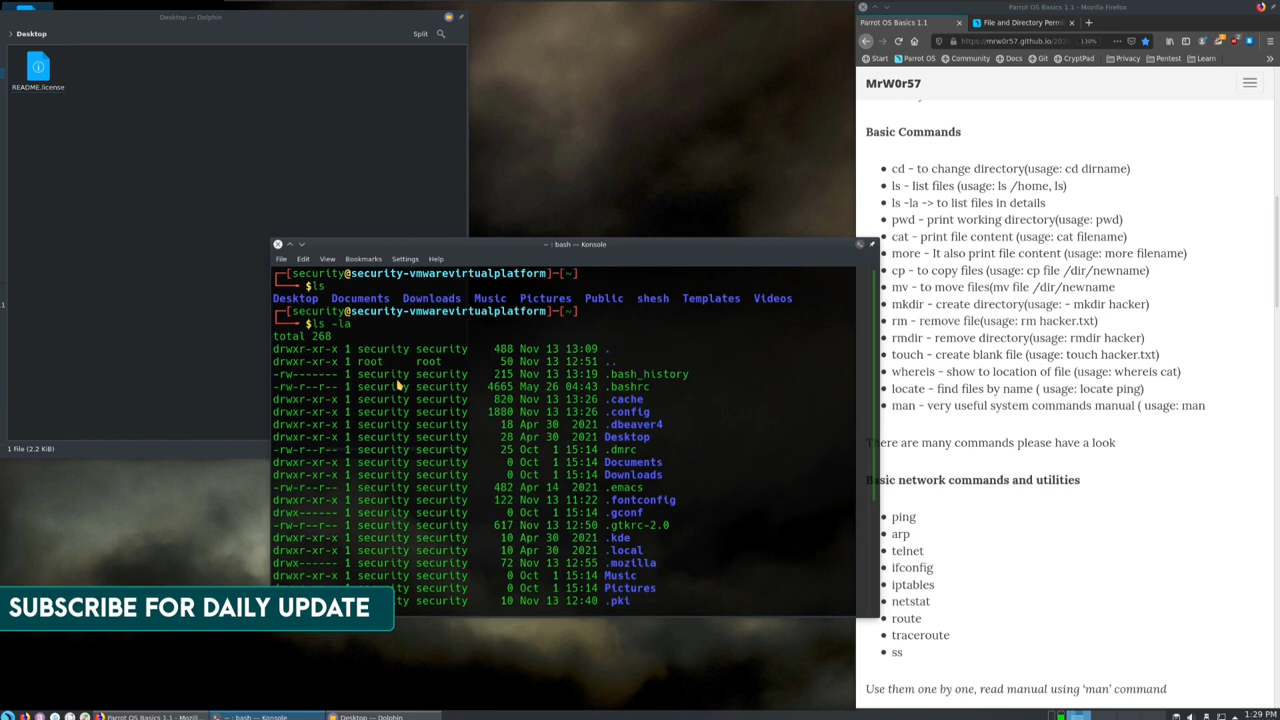 Desktop — Dolphin
Desktop
Split
README.license
1 File (2.2 KiB)
~ : bash — Konsole
File Edit View Bookmarks Settings Help
┌─[security@security-vmwarevirtualplatform]─[~]
└──╼ $ls
Desktop Documents Downloads Music Pictures Public shesh Templates Videos
┌─[security@security-vmwarevirtualplatform]─[~]
└──╼ $ls -la
total 268
drwxr-xr-x 1 security security 488 Nov 13 13:09 .
drwxr-xr-x 1 root root 50 Nov 13 12:51 ..
-rw------- 1 security security 215 Nov 13 13:19 .bash_history
-rw-r--r-- 1 security security 4665 May 26 04:43 .bashrc
drwxr-xr-x 1 security security 820 Nov 13 13:26 .cache
drwxr-xr-x 1 security security 1880 Nov 13 13:26 .config
drwxr-xr-x 1 security security 18 Apr 30 2021 .dbeaver4
drwxr-xr-x 1 security security 28 Apr 30 2021 Desktop
-rw-r--r-- 1 security security 25 Oct 1 15:14 .dmrc
drwxr-xr-x 1 security security 0 Oct 1 15:14 Documents
drwxr-xr-x 1 security security 0 Oct 1 15:14 Downloads
-rw-r--r-- 1 security security 482 Apr 14 2021 .emacs
drwxr-xr-x 1 security security 122 Nov 13 11:22 .fontconfig
drwx------ 1 security security 0 Oct 1 15:14 .gconf
-rw-r--r-- 1 security security 617 Nov 13 12:50 .gtkrc-2.0
drwxr-xr-x 1 security security 10 Apr 30 2021 .kde
drwxr-xr-x 1 security security 10 Apr 30 2021 .local
drwx------ 1 security security 72 Nov 13 12:55 .mozilla
drwxr-xr-x 1 security security 0 Oct 1 15:14 Music
drwxr-xr-x 1 security security 0 Oct 1 15:14 Pictures
security security 10 Nov 13 12:40 .pki
SUBSCRIBE FOR DAILY UPDATE
Parrot OS Basics 1.1 - Mozilla Firefox
Parrot OS Basics 1.1
File and Directory Permi
https://mrw0r57.github.io/202
130%
Start Parrot OS Community Docs Git CryptPad Privacy Pentest Learn
MrW0r57
Basic Commands
• cd - to change directory(usage: cd dirname)
• ls - list files (usage: ls /home, ls)
• ls -la -> to list files in details
• pwd - print working directory(usage: pwd)
• cat - print file content (usage: cat filename)
• more - It also print file content (usage: more filename)
• cp - to copy files (usage: cp file /dir/newname)
• mv - to move files(mv file /dir/newname
• mkdir - create directory(usage: - mkdir hacker)
• rm - remove file(usage: rm hacker.txt)
• rmdir - remove directory(usage: rmdir hacker)
• touch - create blank file (usage: touch hacker.txt)
• whereis - show to location of file (usage: whereis cat)
• locate - find files by name ( usage: locate ping)
• man - very useful system commands manual ( usage: man
There are many commands please have a look
Basic network commands and utilities
• ping
• arp
• telnet
• ifconfig
• iptables
• netstat
• route
• traceroute
• ss
Use them one by one, read manual using ‘man’ command
Parrot OS Basics 1.1 - Mozill
~ : bash — Konsole
Desktop — Dolphin
1:29 PM